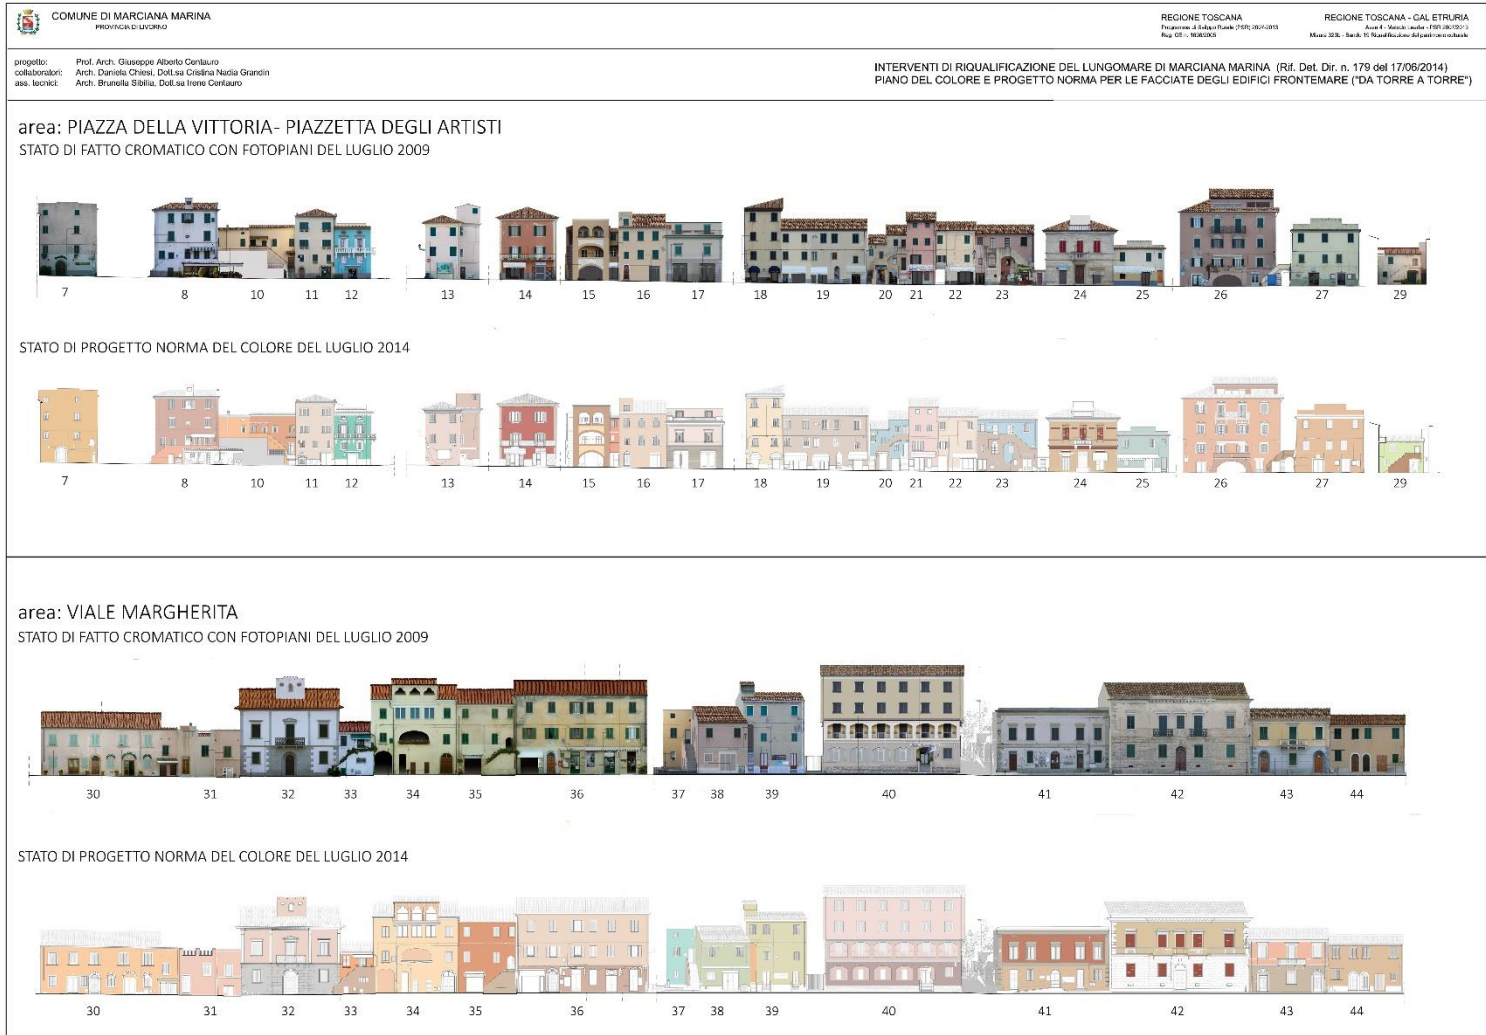 COMUNE DI MARCIANA MARINA
PROVINCIA DI LIVORNO
REGIONE TOSCANA
Programma di Sviluppo Rurale (PSR) 2007-2013
REGIONE TOSCANA - GAL ETRURIA
progetto: Prof. Arch. Giuseppe Alberto Centauro
collaboratori: Arch. Daniela Chiesi, Dott.sa Cristina Nadia Grandin
ass. tecnici: Arch. Brunella Sibilia, Dott.sa Irene Centauro
INTERVENTI DI RIQUALIFICAZIONE DEL LUNGOMARE DI MARCIANA MARINA (Rif. Det. Dir. n. 179 del 17/06/2014)
PIANO DEL COLORE E PROGETTO NORMA PER LE FACCIATE DEGLI EDIFICI FRONTEMARE ("DA TORRE A TORRE")
area: PIAZZA DELLA VITTORIA- PIAZZETTA DEGLI ARTISTI
STATO DI FATTO CROMATICO CON FOTOPIANI DEL LUGLIO 2009
7 8 10 11 12 13 14 15 16 17 18 19 20 21 22 23 24 25 26 27 29
STATO DI PROGETTO NORMA DEL COLORE DEL LUGLIO 2014
7 8 10 11 12 13 14 15 16 17 18 19 20 21 22 23 24 25 26 27 29
area: VIALE MARGHERITA
STATO DI FATTO CROMATICO CON FOTOPIANI DEL LUGLIO 2009
30 31 32 33 34 35 36 37 38 39 40 41 42 43 44
STATO DI PROGETTO NORMA DEL COLORE DEL LUGLIO 2014
30 31 32 33 34 35 36 37 38 39 40 41 42 43 44